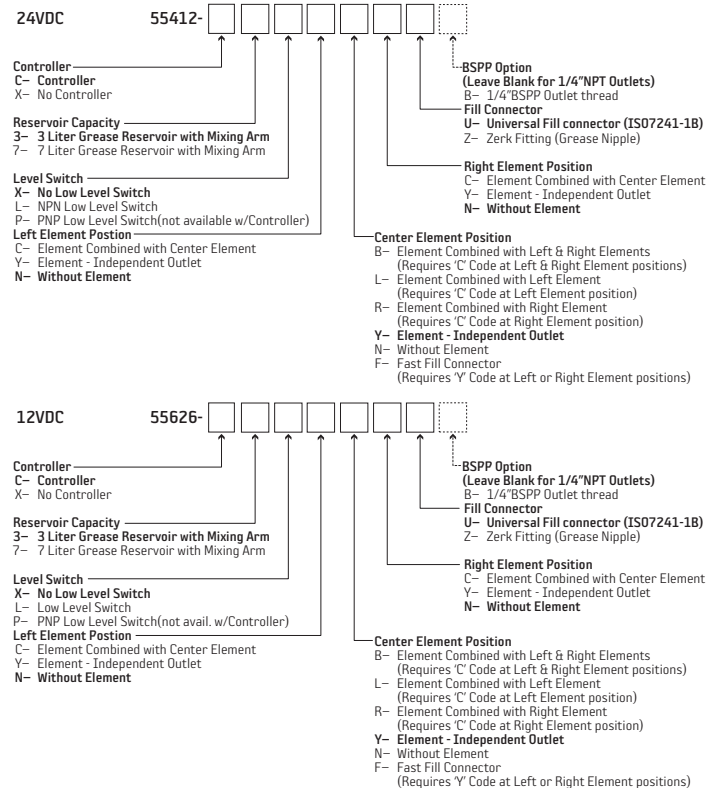 24VDC 55412-
Controller
C– Controller
X– No Controller
Reservoir Capacity
3– 3 Liter Grease Reservoir with Mixing Arm
7– 7 Liter Grease Reservoir with Mixing Arm
Level Switch
X– No Low Level Switch
L– NPN Low Level Switch
P– PNP Low Level Switch(not available w/Controller)
Left Element Postion
C– Element Combined with Center Element
Y– Element - Independent Outlet
N– Without Element
BSPP Option
(Leave Blank for 1/4"NPT Outlets)
B– 1/4"BSPP Outlet thread
Fill Connector
U– Universal Fill connector (ISO7241-1B)
Z– Zerk Fitting (Grease Nipple)
Right Element Position
C– Element Combined with Center Element
Y– Element - Independent Outlet
N– Without Element
Center Element Position
B– Element Combined with Left & Right Elements
(Requires 'C' Code at Left & Right Element positions)
L– Element Combined with Left Element
(Requires 'C' Code at Left Element position)
R– Element Combined with Right Element
(Requires 'C' Code at Right Element position)
Y– Element - Independent Outlet
N– Without Element
F– Fast Fill Connector
(Requires 'Y' Code at Left or Right Element positions)
12VDC 55626-
Controller
C– Controller
X– No Controller
Reservoir Capacity
3– 3 Liter Grease Reservoir with Mixing Arm
7– 7 Liter Grease Reservoir with Mixing Arm
Level Switch
X– No Low Level Switch
L– Low Level Switch
P– PNP Low Level Switch(not avail. w/Controller)
Left Element Postion
C– Element Combined with Center Element
Y– Element - Independent Outlet
N– Without Element
BSPP Option
(Leave Blank for 1/4"NPT Outlets)
B– 1/4"BSPP Outlet thread
Fill Connector
U– Universal Fill connector (ISO7241-1B)
Z– Zerk Fitting (Grease Nipple)
Right Element Position
C– Element Combined with Center Element
Y– Element - Independent Outlet
N– Without Element
Center Element Position
B– Element Combined with Left & Right Elements
(Requires 'C' Code at Left & Right Element positions)
L– Element Combined with Left Element
(Requires 'C' Code at Left Element position)
R– Element Combined with Right Element
(Requires 'C' Code at Right Element position)
Y– Element - Independent Outlet
N– Without Element
F– Fast Fill Connector
(Requires 'Y' Code at Left or Right Element positions)